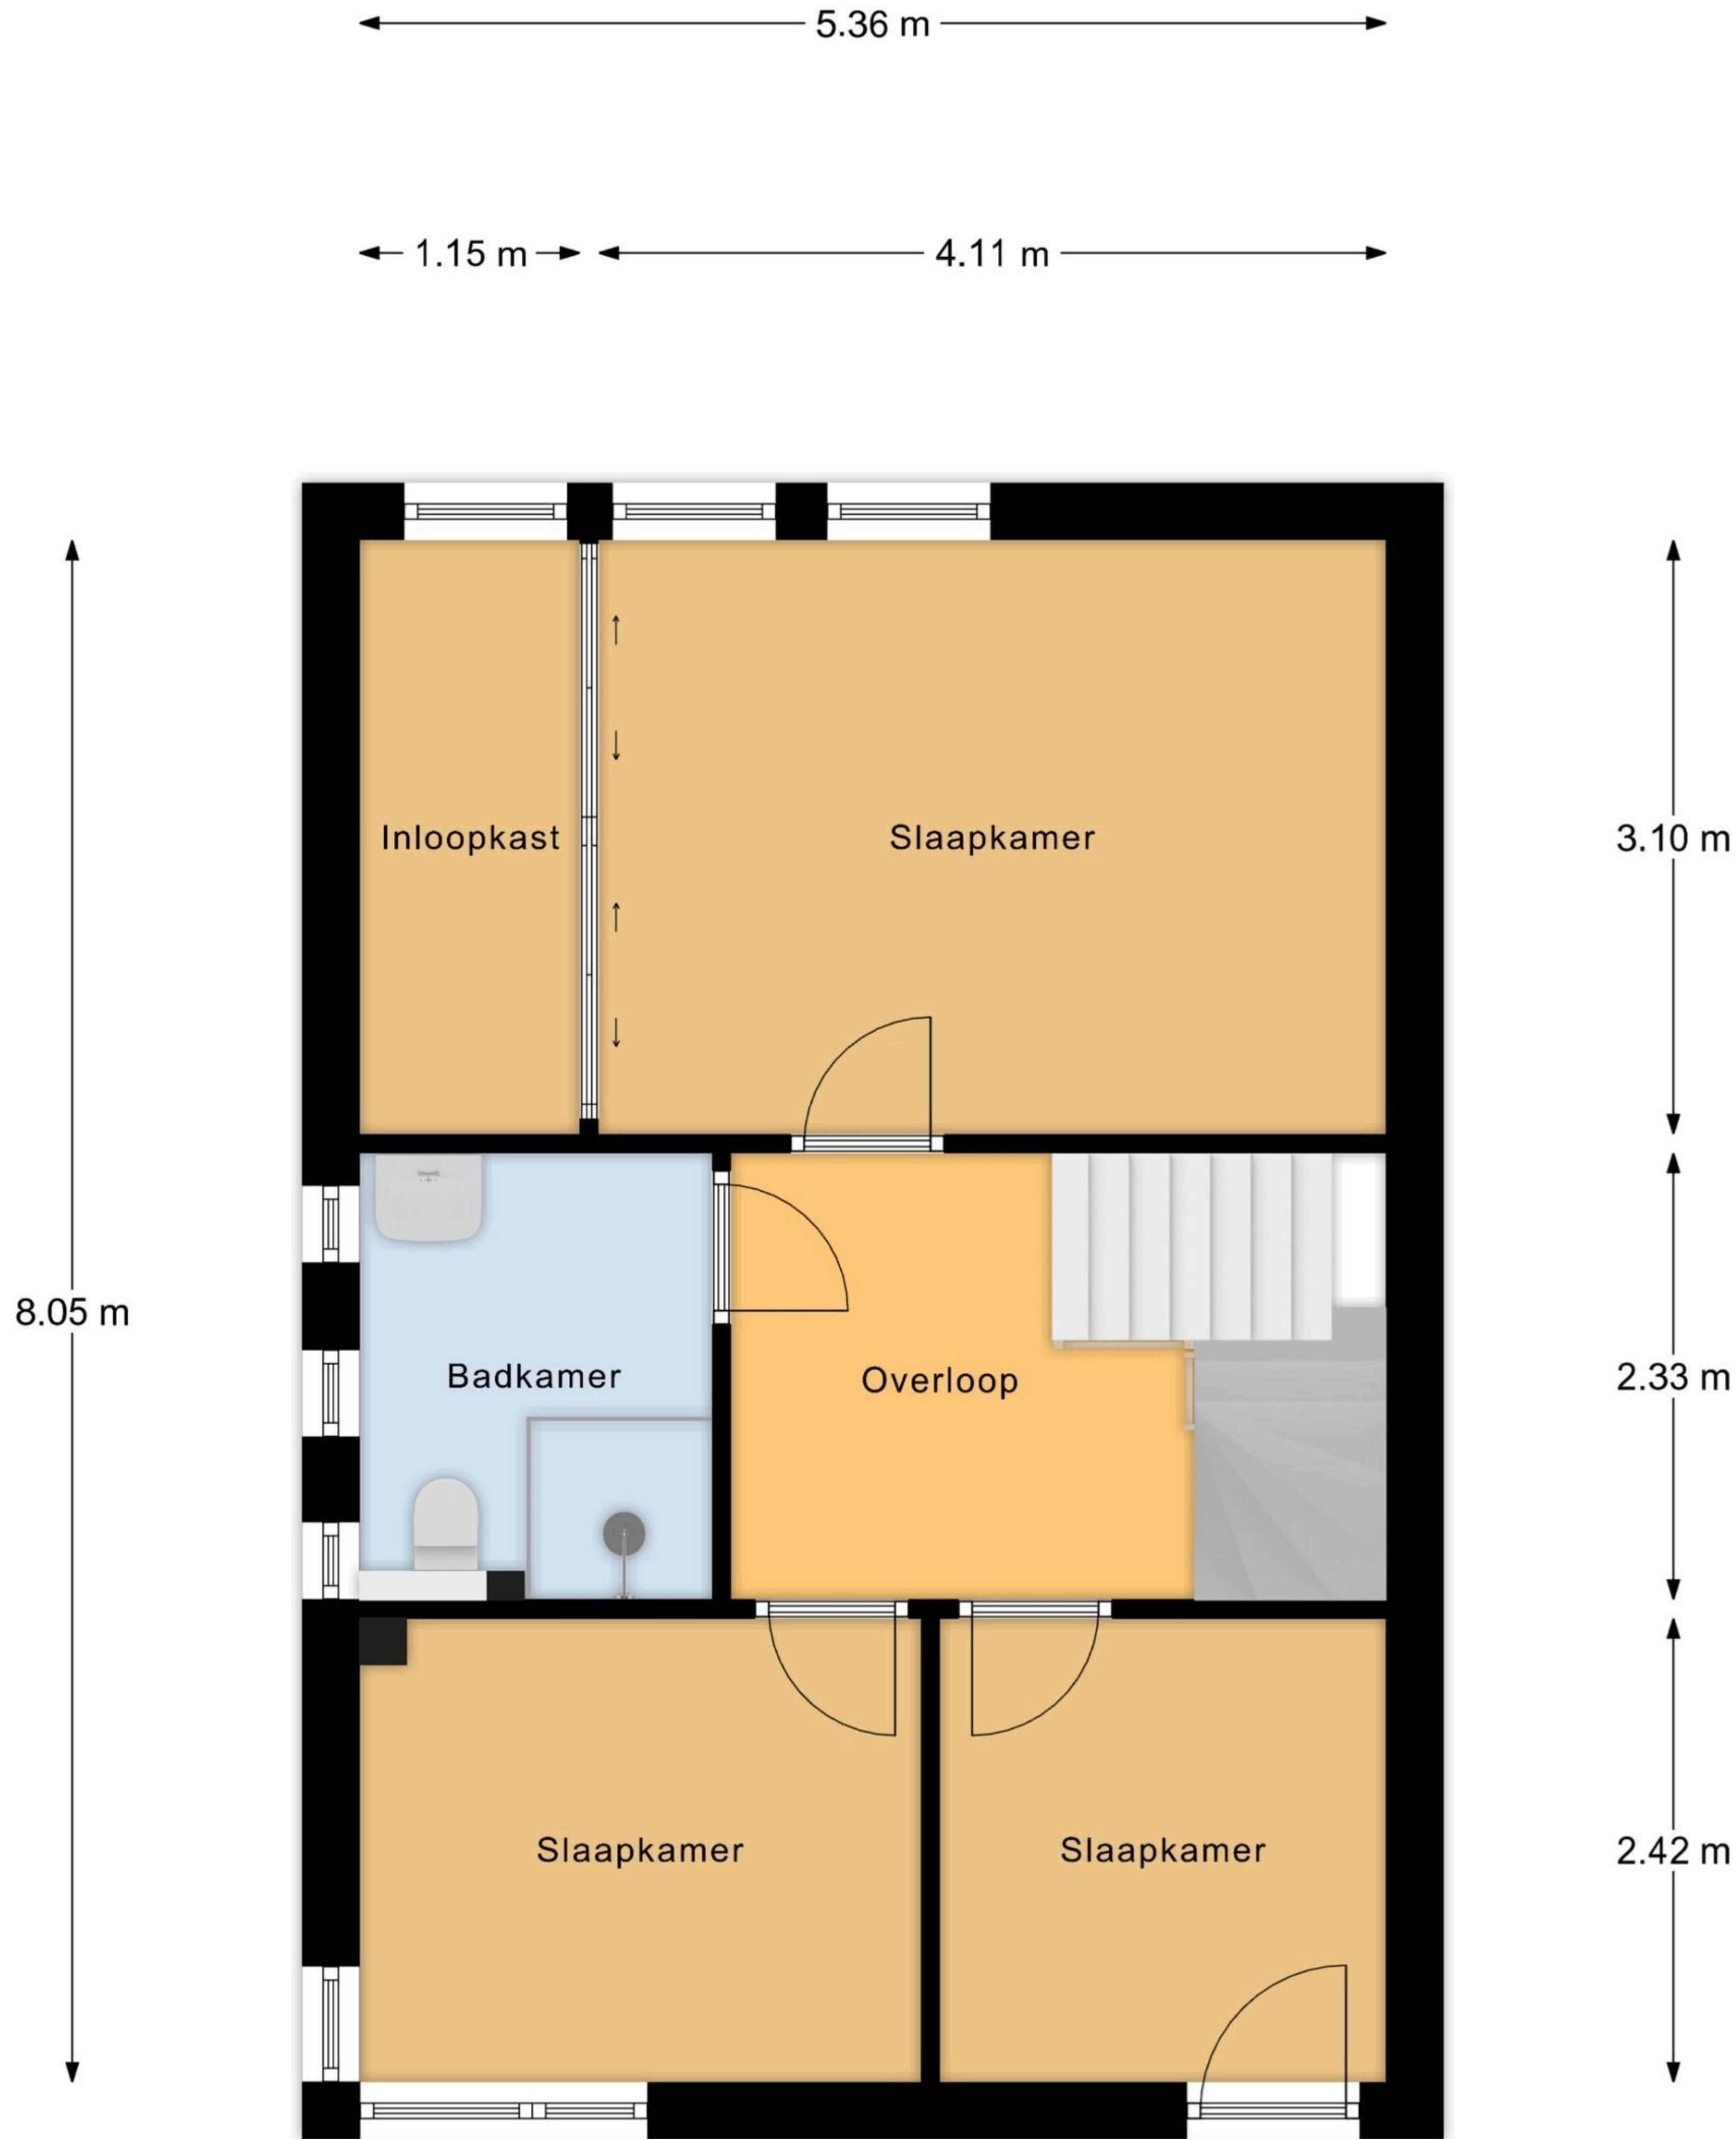 5.36 m
1.15 m
4.11 m
Inloopkast
Slaapkamer
3.10 m
8.05 m
Badkamer
Overloop
2.33 m
Slaapkamer
Slaapkamer
2.42 m